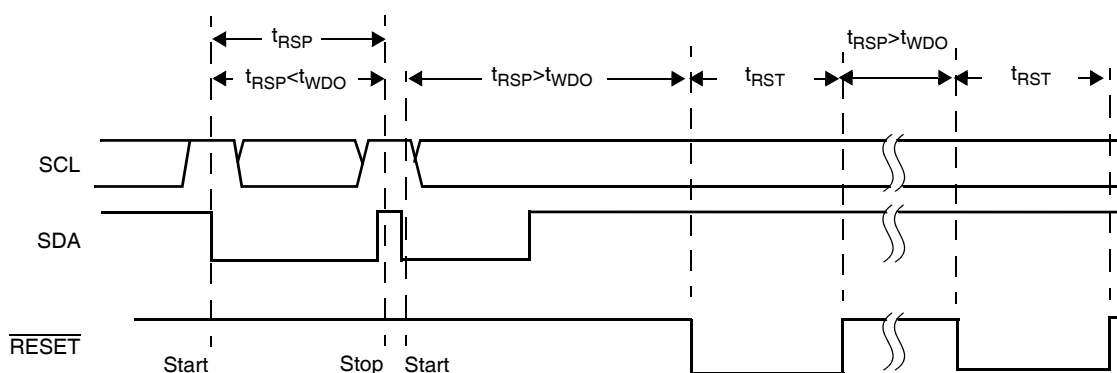 tRSP
tRSP<tWDO
tRSP>tWDO
tRST
tRSP>tWDO
tRST
SCL
SDA
RESET
Start
Stop
Start